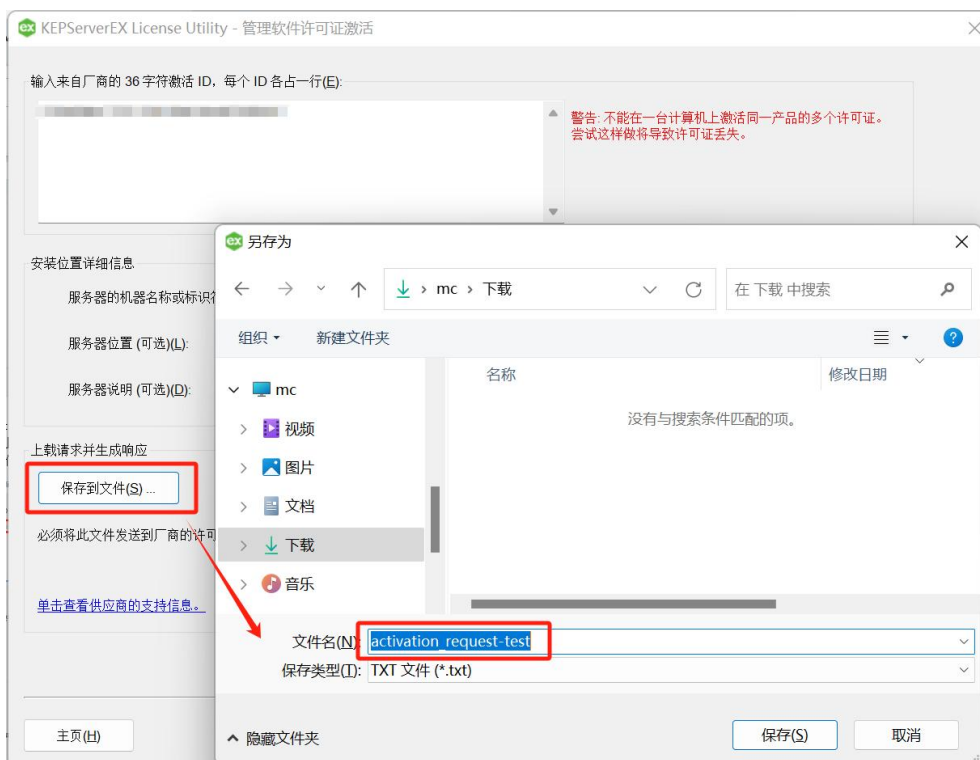 KEPServerEX License Utility - 管理软件许可证激活
输入来自厂商的 36 字符激活 ID，每个 ID 各占一行(E):
警告: 不能在一台计算机上激活同一产品的多个许可证。
尝试这样做将导致许可证丢失。
安装位置详细信息
服务器的机器名称或标识符
服务器位置 (可选)(L):
服务器说明 (可选)(D):
上载请求并生成响应
保存到文件(S) ...
必须将此文件发送到厂商的许可
单击查看供应商的支持信息。
主页(H)
另存为
mc › 下载
在 下载 中搜索
组织
新建文件夹
名称
修改日期
没有与搜索条件匹配的项。
mc
视频
图片
文档
下载
音乐
文件名(N):
activation_request-test
保存类型(T):
TXT 文件 (*.txt)
隐藏文件夹
保存(S)
取消